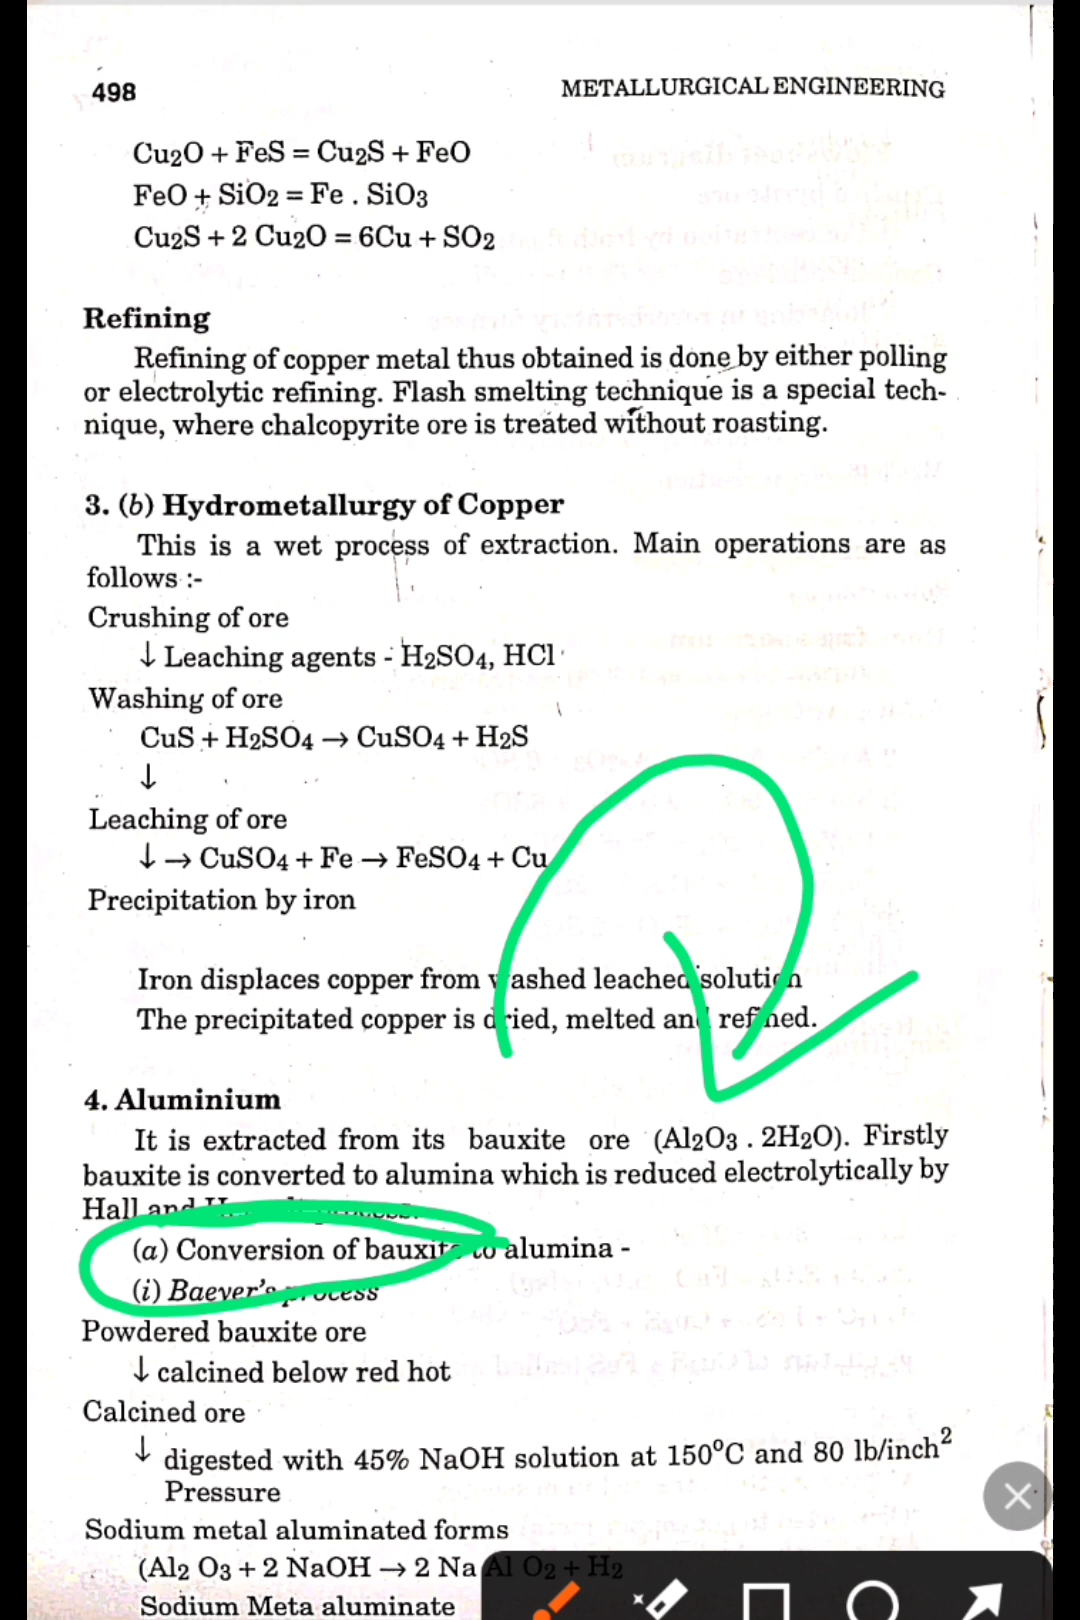 498
METALLURGICAL ENGINEERING
Cu2O + FeS = Cu2S + FeO
FeO + SiO2 = Fe . SiO3
Cu2S + 2 Cu2O = 6Cu + SO2
Refining
Refining of copper metal thus obtained is done by either polling
or electrolytic refining. Flash smelting technique is a special tech-
nique, where chalcopyrite ore is treated without roasting.
3. (b) Hydrometallurgy of Copper
This is a wet process of extraction. Main operations are as
follows :-
Crushing of ore
↓ Leaching agents - H2SO4, HCl
Washing of ore
CuS + H2SO4 → CuSO4 + H2S
↓
Leaching of ore
↓ → CuSO4 + Fe → FeSO4 + Cu
Precipitation by iron
Iron displaces copper from washed leached solution
The precipitated copper is dried, melted and refined.
4. Aluminium
It is extracted from its bauxite ore (Al2O3 . 2H2O). Firstly
bauxite is converted to alumina which is reduced electrolytically by
Hall and process.
(a) Conversion of bauxite to alumina -
(i) Baeyer's process
Powdered bauxite ore
↓ calcined below red hot
Calcined ore
↓ digested with 45% NaOH solution at 150°C and 80 lb/inch²
Pressure
Sodium metal aluminated forms
(Al2 O3 + 2 NaOH → 2 Na Al O2 + H2
Sodium Meta aluminate